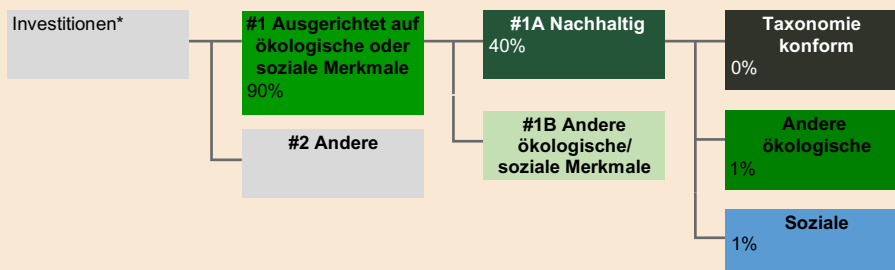 Investitionen*
#1 Ausgerichtet auf
ökologische oder
soziale Merkmale
90%
#2 Andere
#1A Nachhaltig
40%
#1B Andere
ökologische/
soziale Merkmale
Taxonomie
konform
0%
Andere
ökologische
1%
Soziale
1%